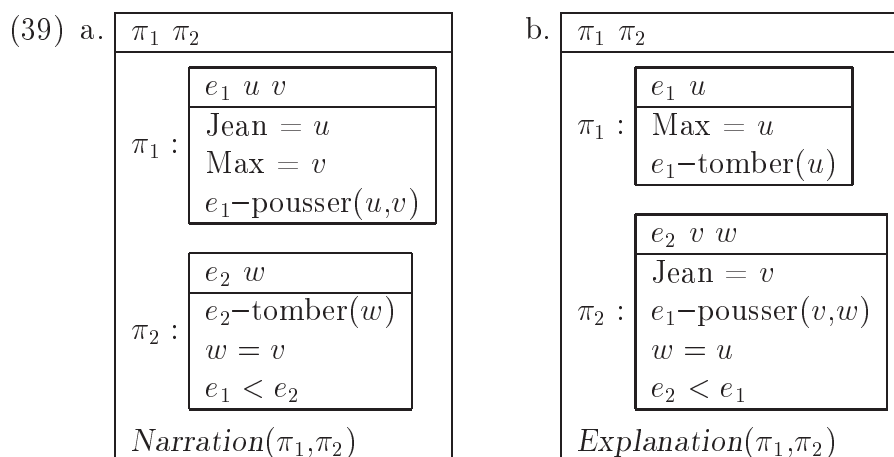 (39) a.
π₁ π₂
π₁ :
e₁ u v
Jean = u
Max = v
e₁–pousser(u,v)
π₂ :
e₂ w
e₂–tomber(w)
w = v
e₁ < e₂
Narration(π₁,π₂)
b.
π₁ π₂
π₁ :
e₁ u
Max = u
e₁–tomber(u)
π₂ :
e₂ v w
Jean = v
e₁–pousser(v,w)
w = u
e₂ < e₁
Explanation(π₁,π₂)